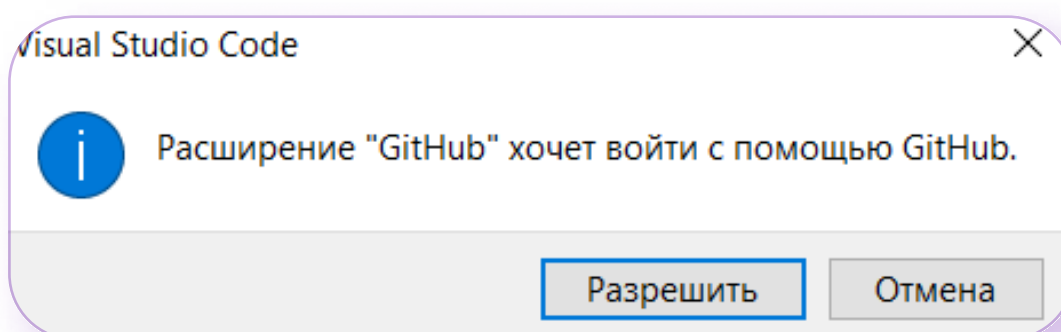 Visual Studio Code
Расширение "GitHub" хочет войти с помощью GitHub.
Разрешить
Отмена